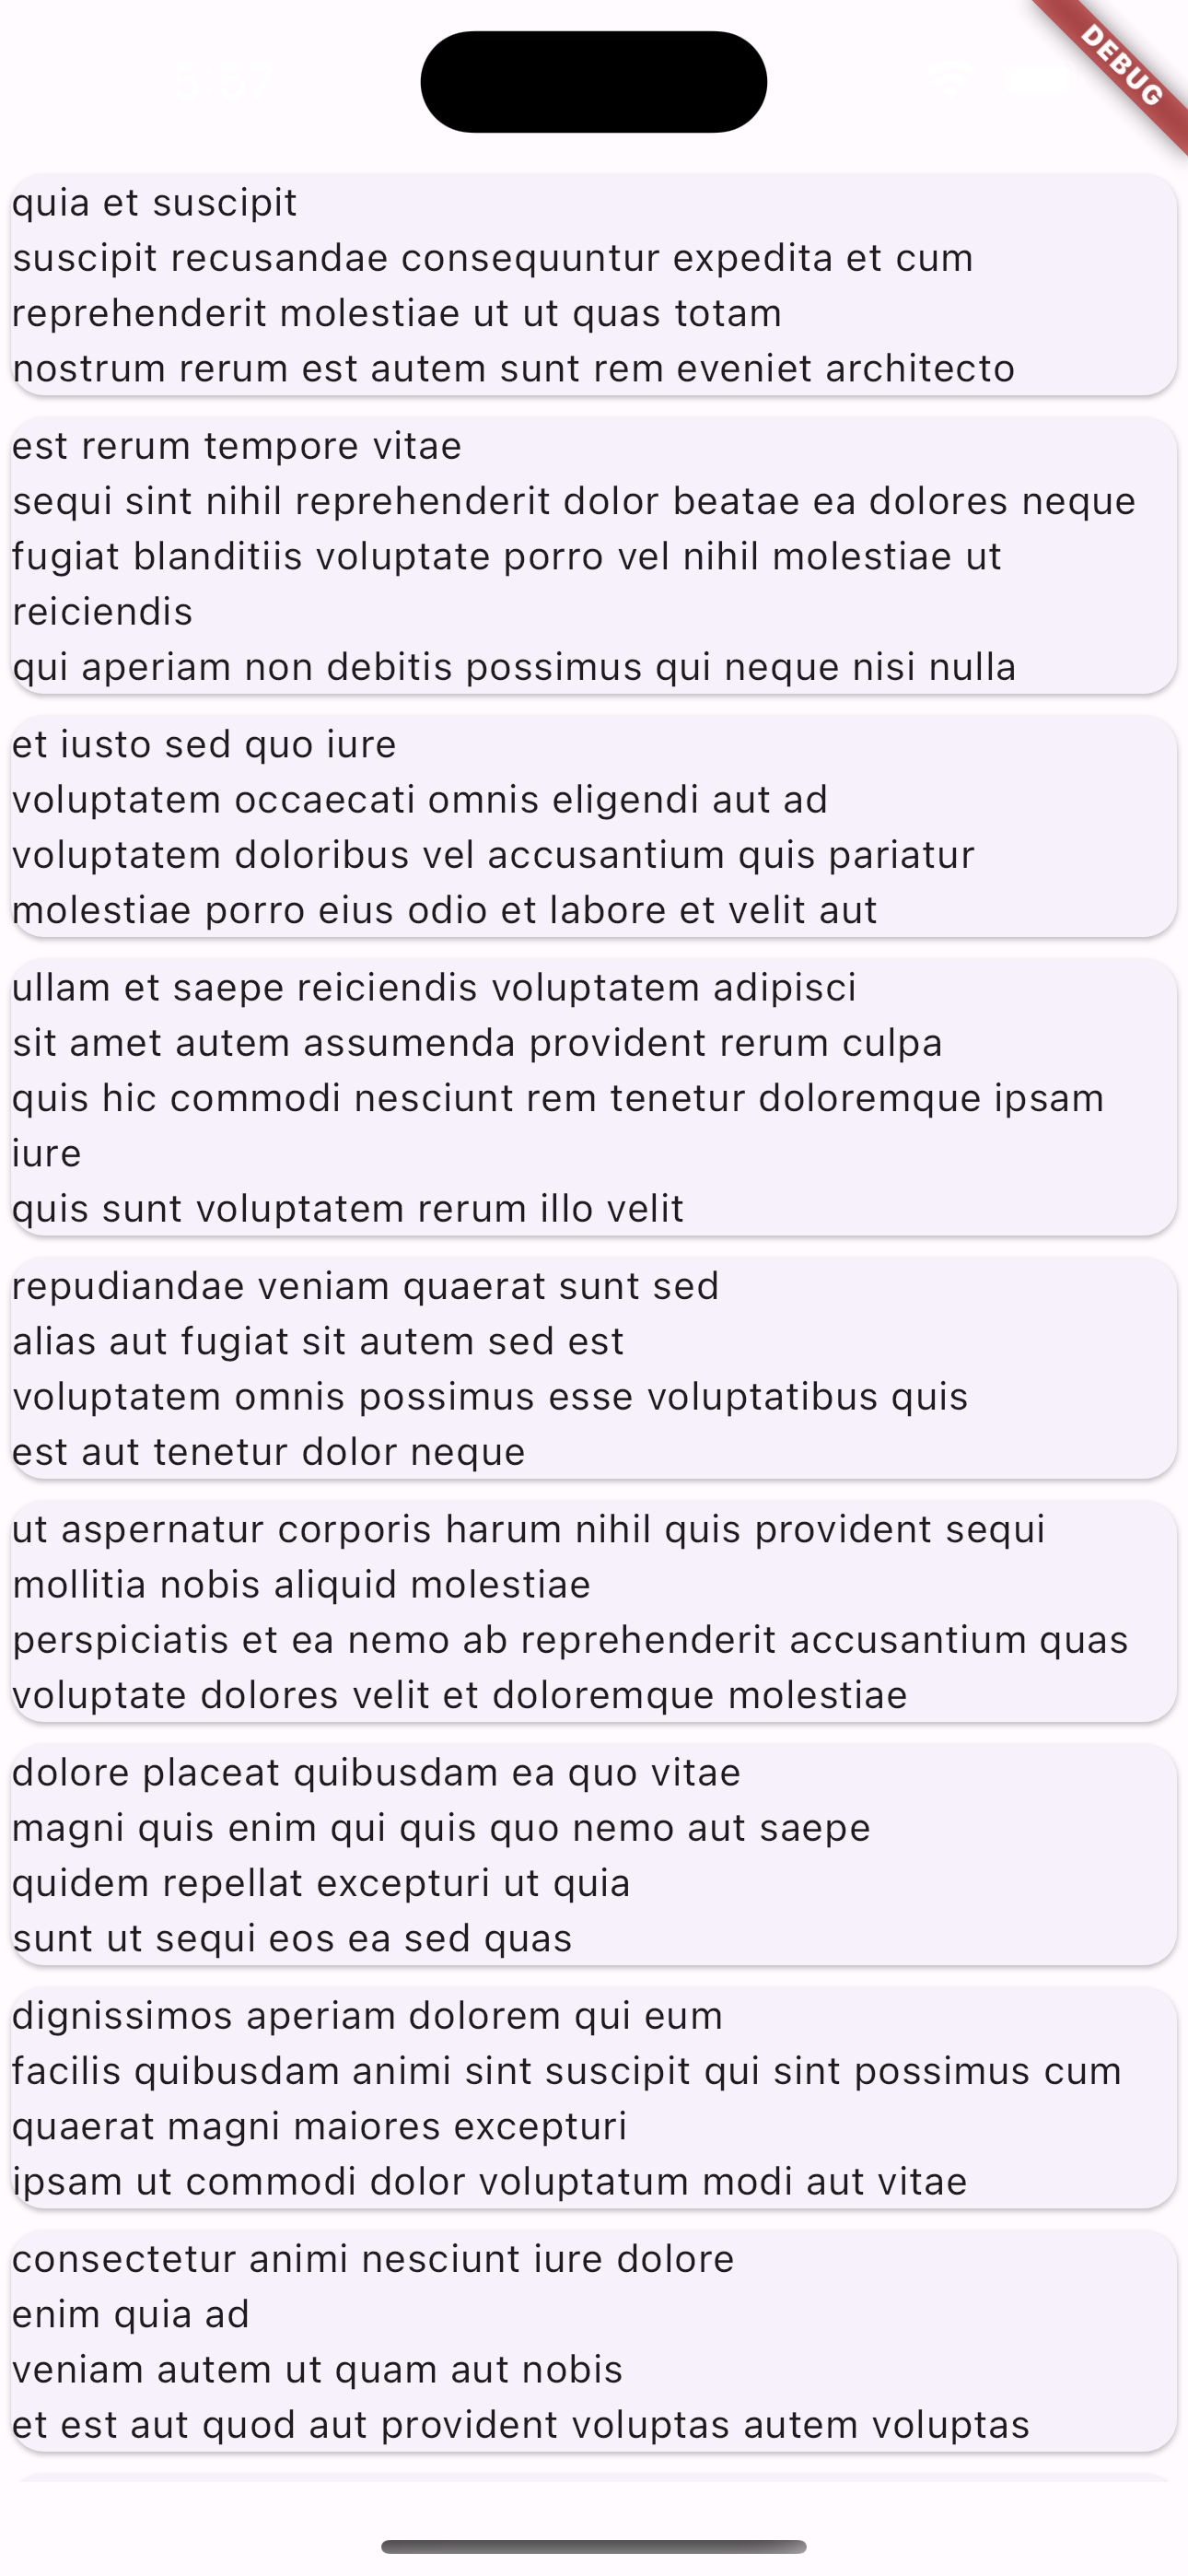 5:57
DEBUG
quia et suscipit
suscipit recusandae consequuntur expedita et cum
reprehenderit molestiae ut ut quas totam
nostrum rerum est autem sunt rem eveniet architecto
est rerum tempore vitae
sequi sint nihil reprehenderit dolor beatae ea dolores neque
fugiat blanditiis voluptate porro vel nihil molestiae ut
reiciendis
qui aperiam non debitis possimus qui neque nisi nulla
et iusto sed quo iure
voluptatem occaecati omnis eligendi aut ad
voluptatem doloribus vel accusantium quis pariatur
molestiae porro eius odio et labore et velit aut
ullam et saepe reiciendis voluptatem adipisci
sit amet autem assumenda provident rerum culpa
quis hic commodi nesciunt rem tenetur doloremque ipsam
iure
quis sunt voluptatem rerum illo velit
repudiandae veniam quaerat sunt sed
alias aut fugiat sit autem sed est
voluptatem omnis possimus esse voluptatibus quis
est aut tenetur dolor neque
ut aspernatur corporis harum nihil quis provident sequi
mollitia nobis aliquid molestiae
perspiciatis et ea nemo ab reprehenderit accusantium quas
voluptate dolores velit et doloremque molestiae
dolore placeat quibusdam ea quo vitae
magni quis enim qui quis quo nemo aut saepe
quidem repellat excepturi ut quia
sunt ut sequi eos ea sed quas
dignissimos aperiam dolorem qui eum
facilis quibusdam animi sint suscipit qui sint possimus cum
quaerat magni maiores excepturi
ipsam ut commodi dolor voluptatum modi aut vitae
consectetur animi nesciunt iure dolore
enim quia ad
veniam autem ut quam aut nobis
et est aut quod aut provident voluptas autem voluptas